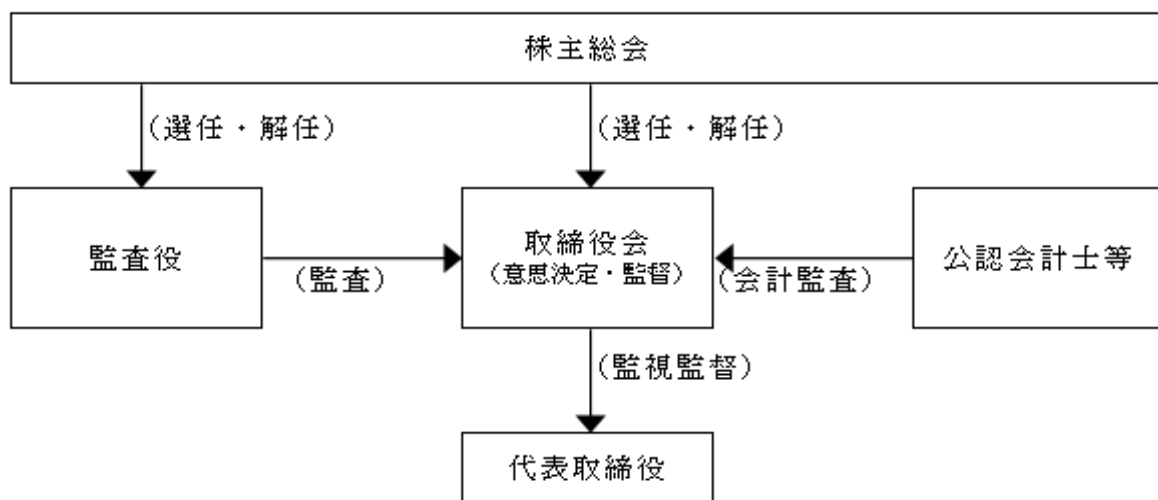 株主総会
(選任・解任)
(選任・解任)
監査役
(監査)
取締役会
(意思決定・監督)
(会計監査)
公認会計士等
(監視監督)
代表取締役